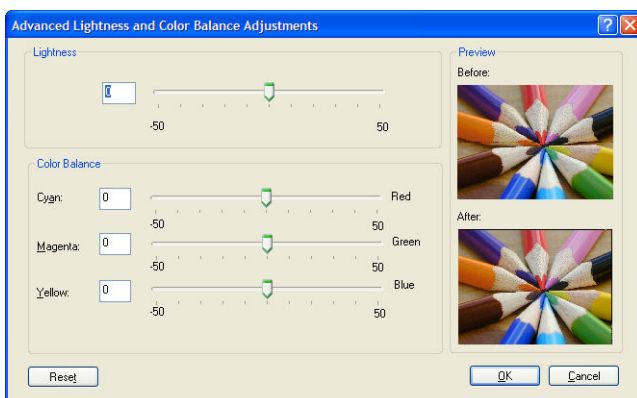 Advanced Lightness and Color Balance Adjustments
Lightness
0
-50 50
Color Balance
Cyan: 0 Red
-50 50
Magenta: 0 Green
-50 50
Yellow: 0 Blue
-50 50
Preview
Before:
After:
Reset
OK
Cancel